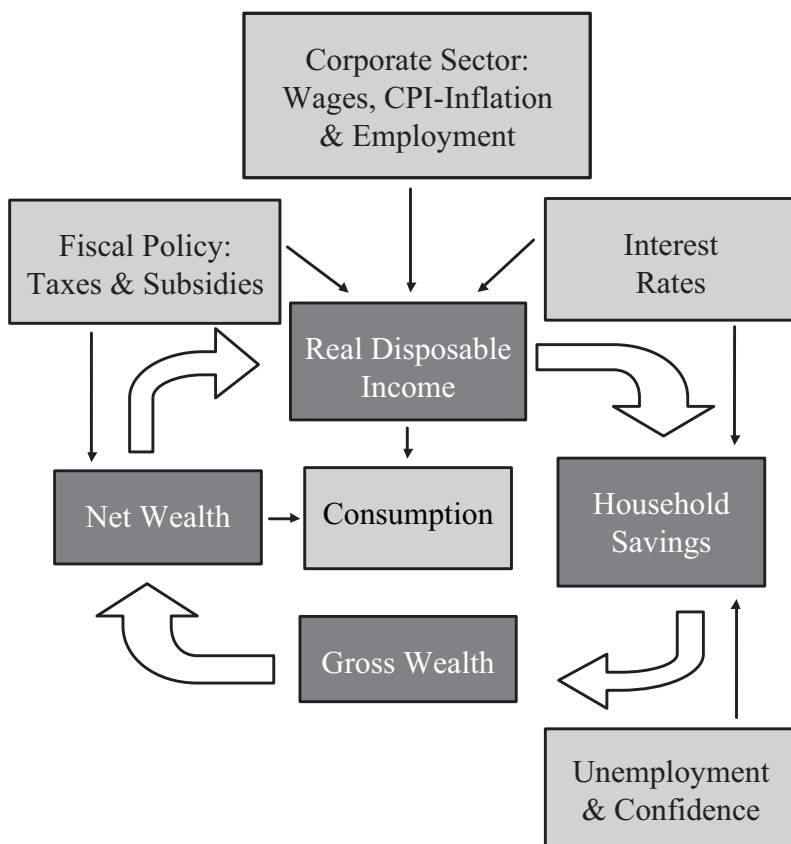 Corporate Sector:
Wages, CPI-Inflation
& Employment
Fiscal Policy:
Taxes & Subsidies
Interest
Rates
Real Disposable
Income
Net Wealth
Consumption
Household
Savings
Gross Wealth
Unemployment
& Confidence